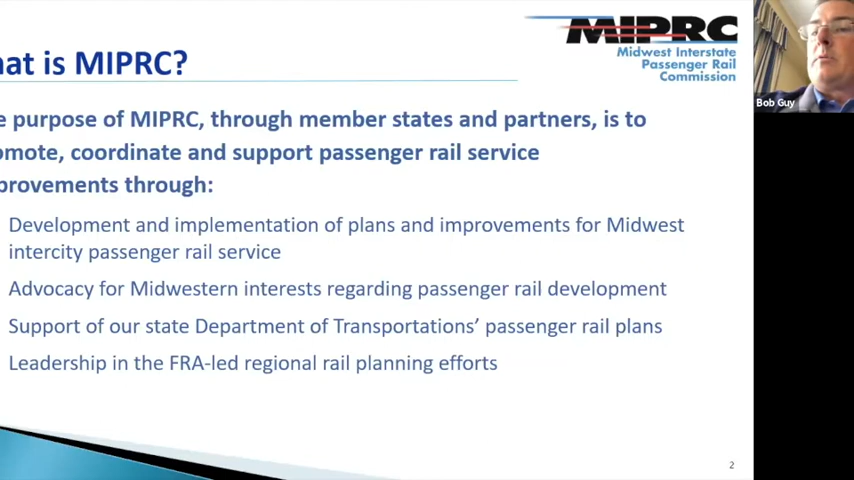 MIPRC
Midwest Interstate
Passenger Rail
Commission
at is MIPRC?
Bob Guy
e purpose of MIPRC, through member states and partners, is to
omote, coordinate and support passenger rail service
provements through:
Development and implementation of plans and improvements for Midwest
intercity passenger rail service
Advocacy for Midwestern interests regarding passenger rail development
Support of our state Department of Transportations’ passenger rail plans
Leadership in the FRA-led regional rail planning efforts
2